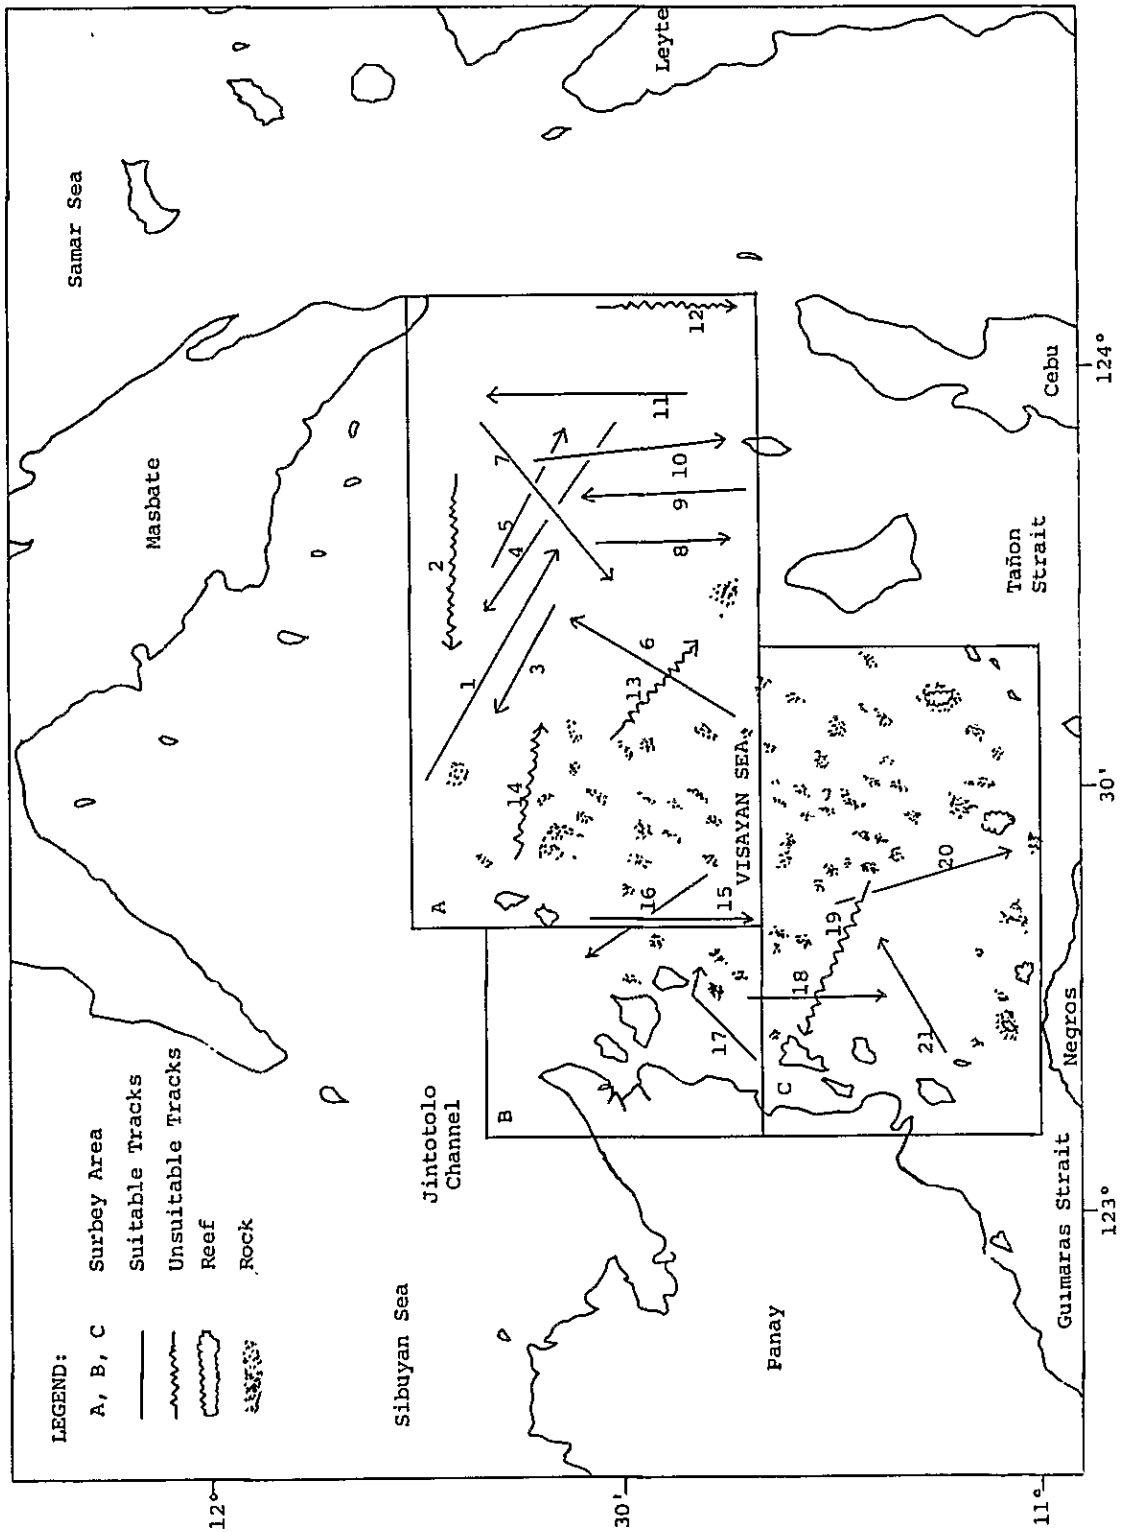 LEGEND:
A, B, C Surbey Area
Suitable Tracks
Unsuitable Tracks
Reef
Rock
Samar Sea
Masbate
Leyte
Jintotolo
Channel
Sibuyan Sea
A
B
C
1
2
3
4
5
6
7
8
9
10
11
12
13
14
15
16
17
18
19
20
21
VISAYAN SEA
Panay
Tañon
Strait
Cebu
Negros
Guimaras Strait
12°
30'
11°
123°
30'
124°